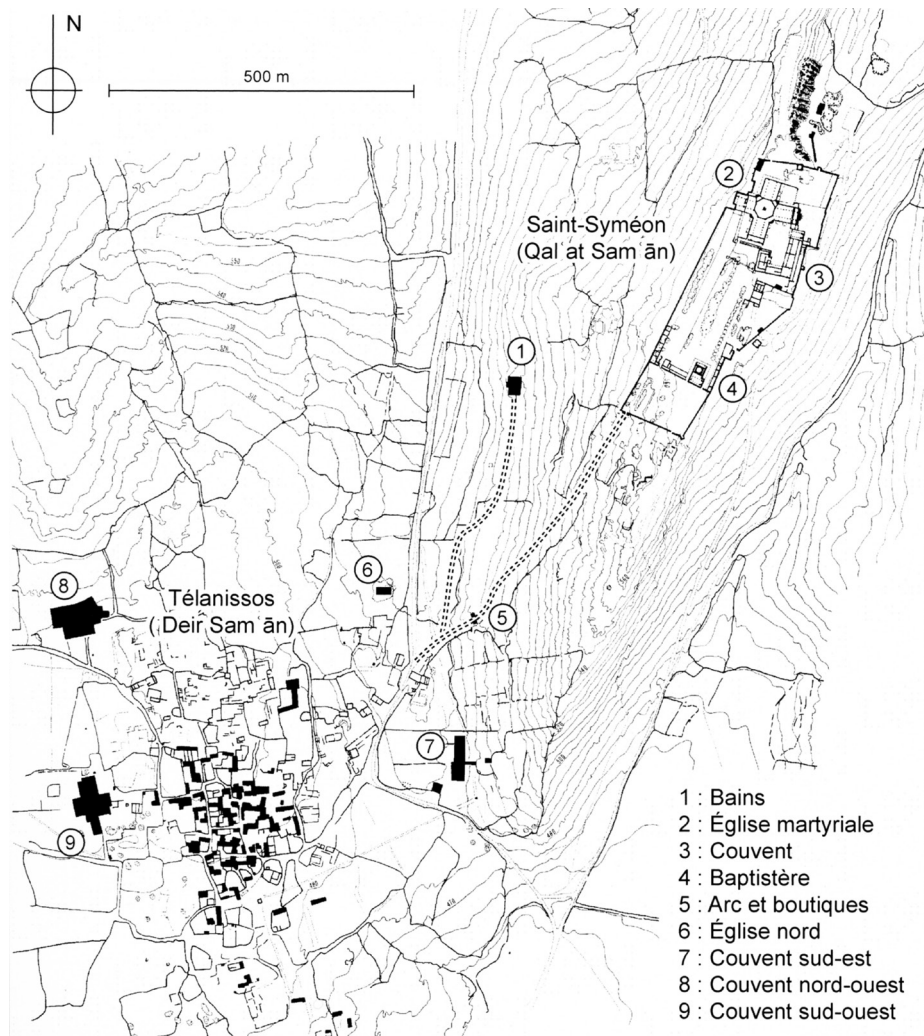 N
500 m
2
Saint-Syméon
(Qal at Sam ān)
3
1
4
6
8
Télanissos
( Deir Sam ān)
5
7
9
1 : Bains
2 : Église martyriale
3 : Couvent
4 : Baptistère
5 : Arc et boutiques
6 : Église nord
7 : Couvent sud-est
8 : Couvent nord-ouest
9 : Couvent sud-ouest